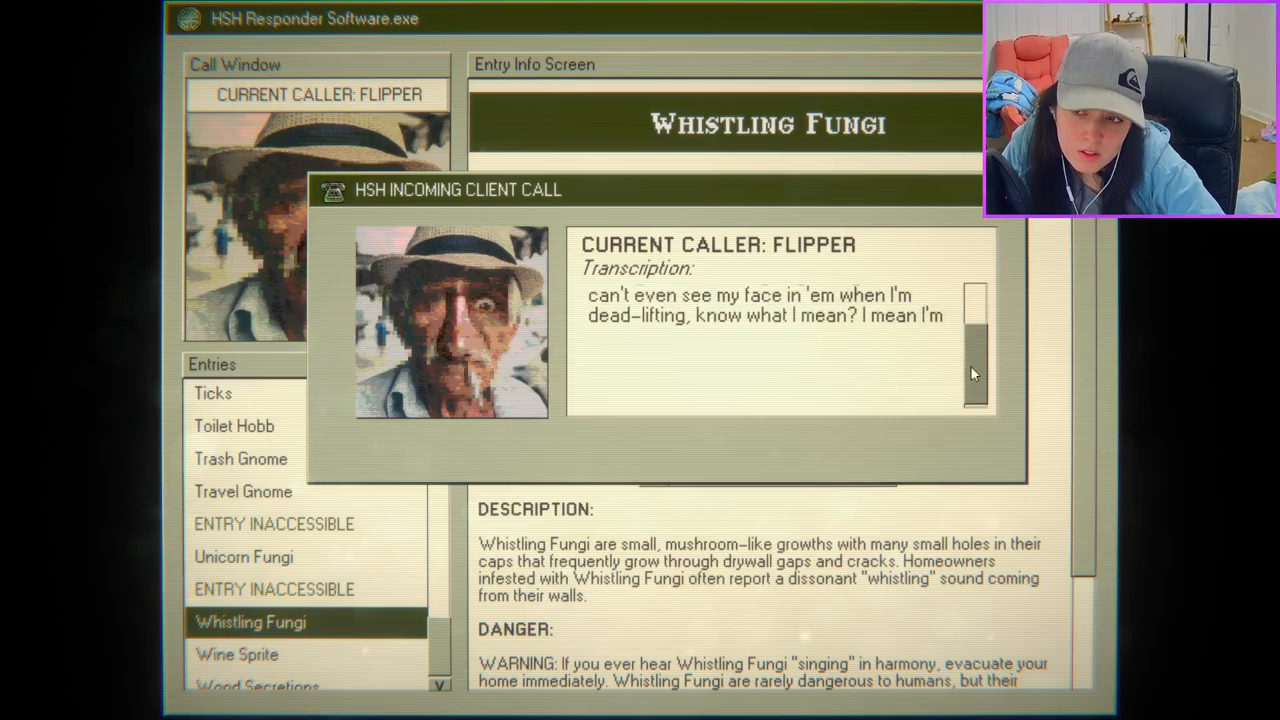 HSH Responder Software.exe
Call Window
CURRENT CALLER: FLIPPER
Entries
Ticks
Toilet Hobb
Trash Gnome
Travel Gnome
ENTRY INACCESSIBLE
Unicorn Fungi
ENTRY INACCESSIBLE
Whistling Fungi
Wine Sprite
Wood Secretions
V
Entry Info Screen
WHISTLING FUNGI
HSH INCOMING CLIENT CALL
CURRENT CALLER: FLIPPER
Transcription:
can't even see my face in 'em when I'm
dead-lifting, know what I mean? I mean I'm
DESCRIPTION:
Whistling Fungi are small, mushroom-like growths with many small holes in their
caps that frequently grow through drywall gaps and cracks. Homeowners
infested with Whistling Fungi often report a dissonant "whistling" sound coming
from their walls.
DANGER:
WARNING: If you ever hear Whistling Fungi "singing" in harmony, evacuate your
home immediately. Whistling Fungi are rarely dangerous to humans, but their